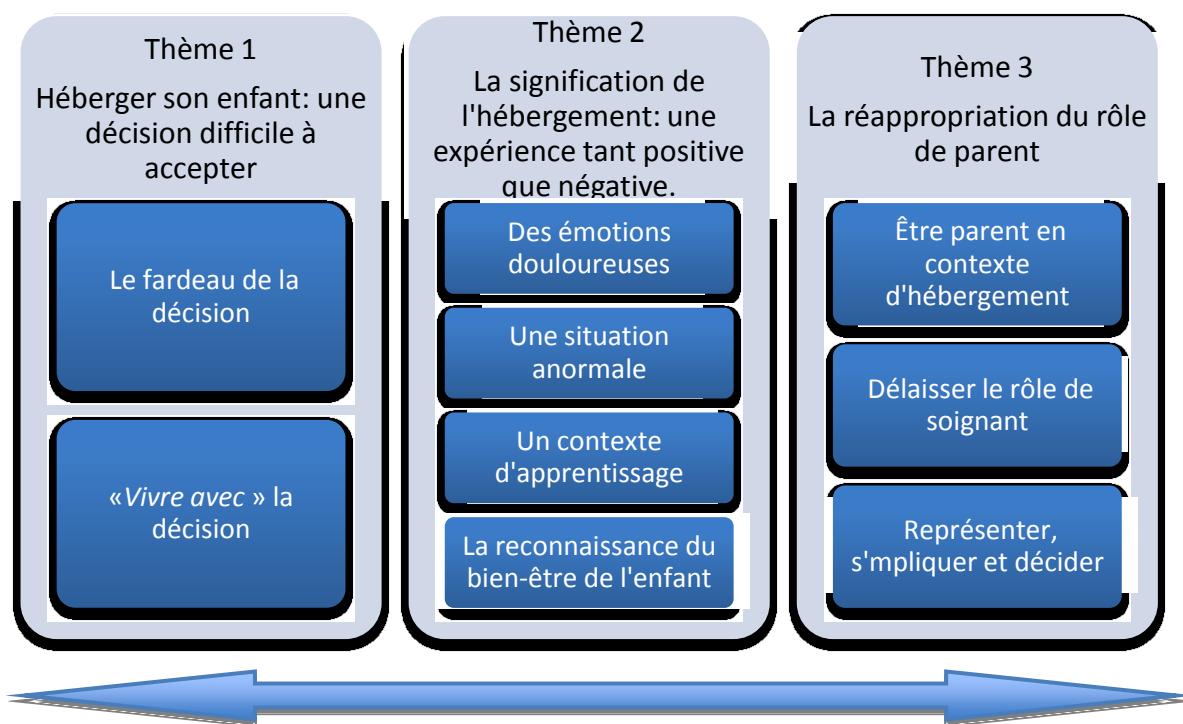 Thème 1
Héberger son enfant: une
décision difficile à
accepter
Le fardeau de la
décision
«Vivre avec » la
décision
Thème 2
La signification de
l'hébergement: une
expérience tant positive
que négative.
Des émotions
douloureuses
Une situation
anormale
Un contexte
d'apprentissage
La reconnaissance du
bien-être de l'enfant
Thème 3
La réappropriation du rôle
de parent
Être parent en
contexte
d'hébergement
Délaisser le rôle de
soignant
Représenter,
s'mpliquer et décider